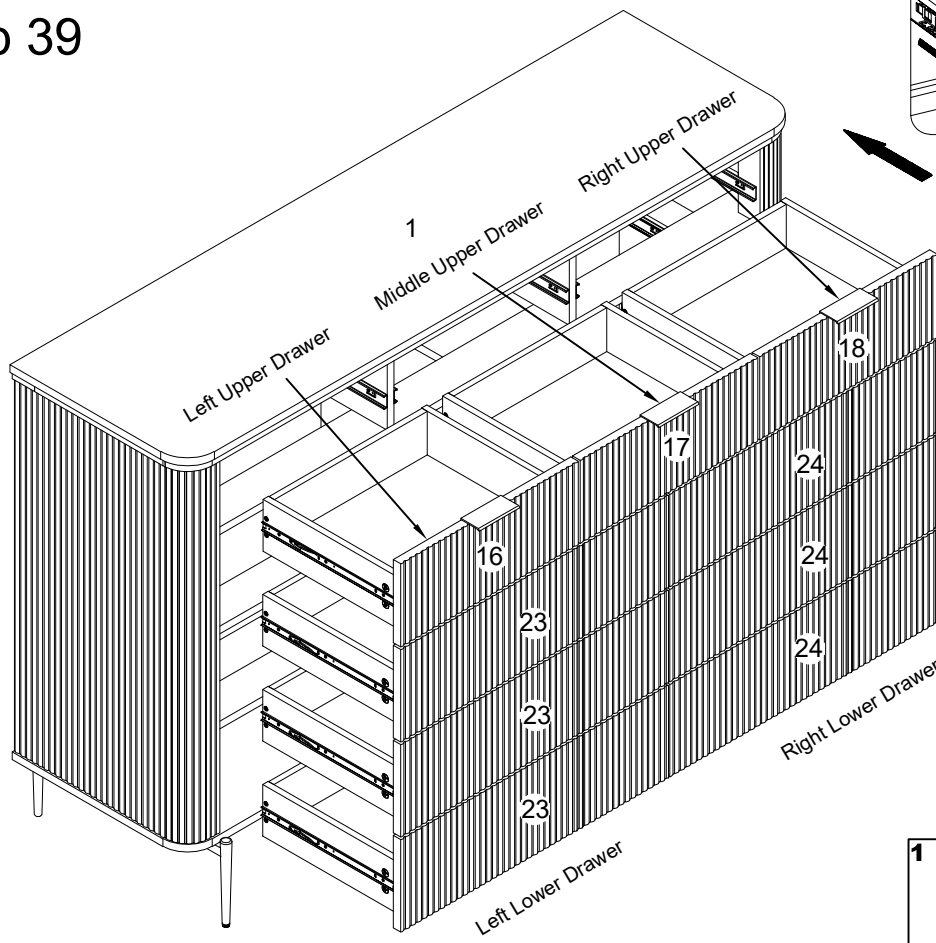 39
Right Upper Drawer
1
Middle Upper Drawer
Left Upper Drawer
18
17
24
16
24
23
24
23
Right Lower Drawer
23
1
Left Lower Drawer